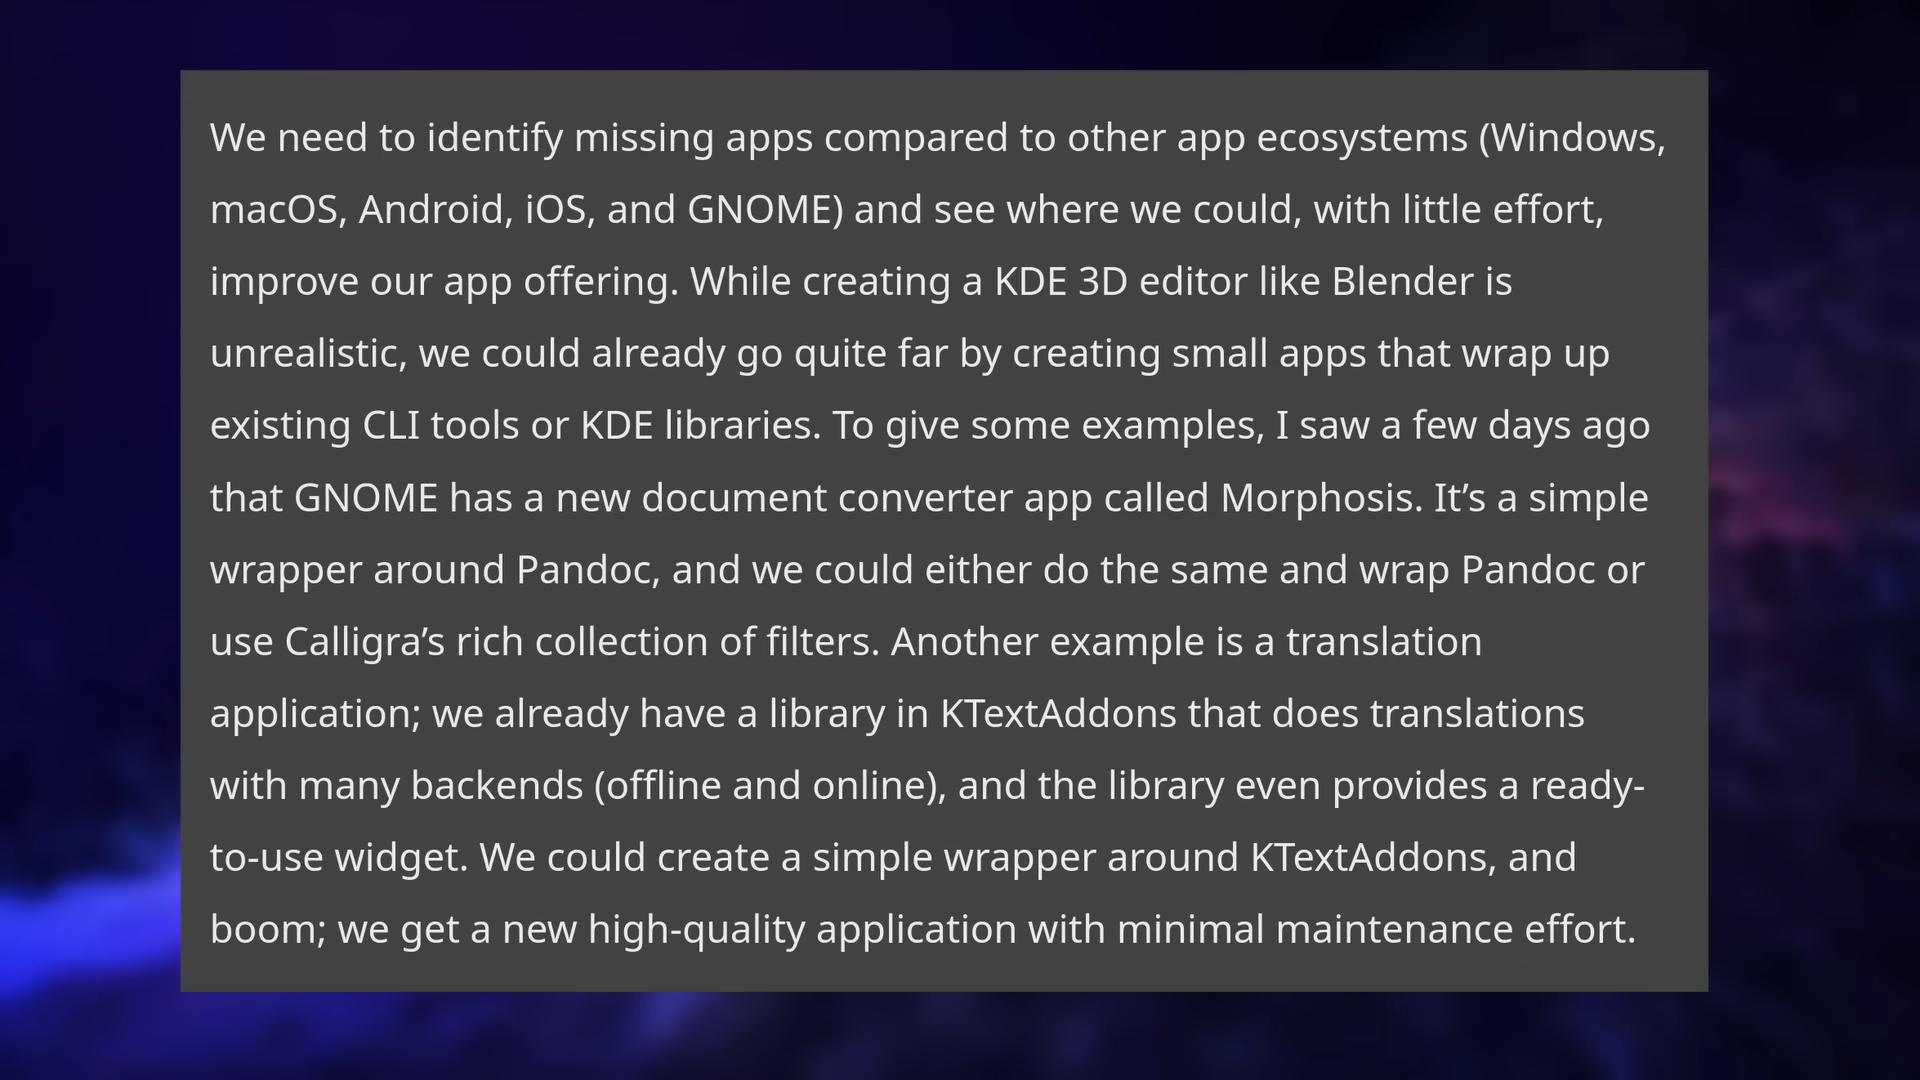 We need to identify missing apps compared to other app ecosystems (Windows,
macOS, Android, iOS, and GNOME) and see where we could, with little effort,
improve our app offering. While creating a KDE 3D editor like Blender is
unrealistic, we could already go quite far by creating small apps that wrap up
existing CLI tools or KDE libraries. To give some examples, I saw a few days ago
that GNOME has a new document converter app called Morphosis. It’s a simple
wrapper around Pandoc, and we could either do the same and wrap Pandoc or
use Calligra’s rich collection of filters. Another example is a translation
application; we already have a library in KTextAddons that does translations
with many backends (offline and online), and the library even provides a ready-
to-use widget. We could create a simple wrapper around KTextAddons, and
boom; we get a new high-quality application with minimal maintenance effort.